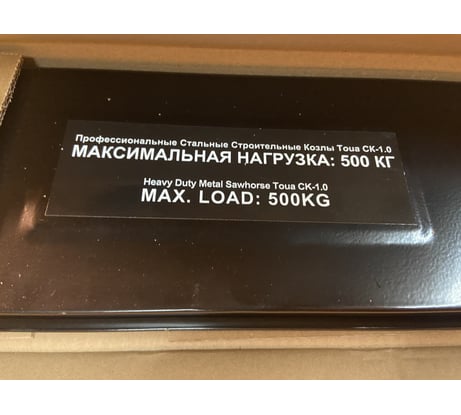 Профессиональные Стальные Строительные Козлы Toua СК-1.0
МАКСИМАЛЬНАЯ НАГРУЗКА: 500 КГ
Heavy Duty Metal Sawhorse Toua CK-1.0
MAX. LOAD: 500KG